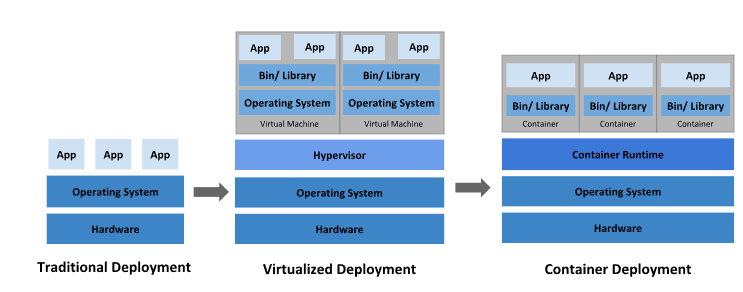 App App App
Operating System
Hardware
Traditional Deployment
App App App App
Bin/ Library Bin/ Library
Operating System Operating System
Virtual Machine Virtual Machine
Hypervisor
Operating System
Hardware
Virtualized Deployment
App App App
Bin/ Library Bin/ Library Bin/ Library
Container Container Container
Container Runtime
Operating System
Hardware
Container Deployment